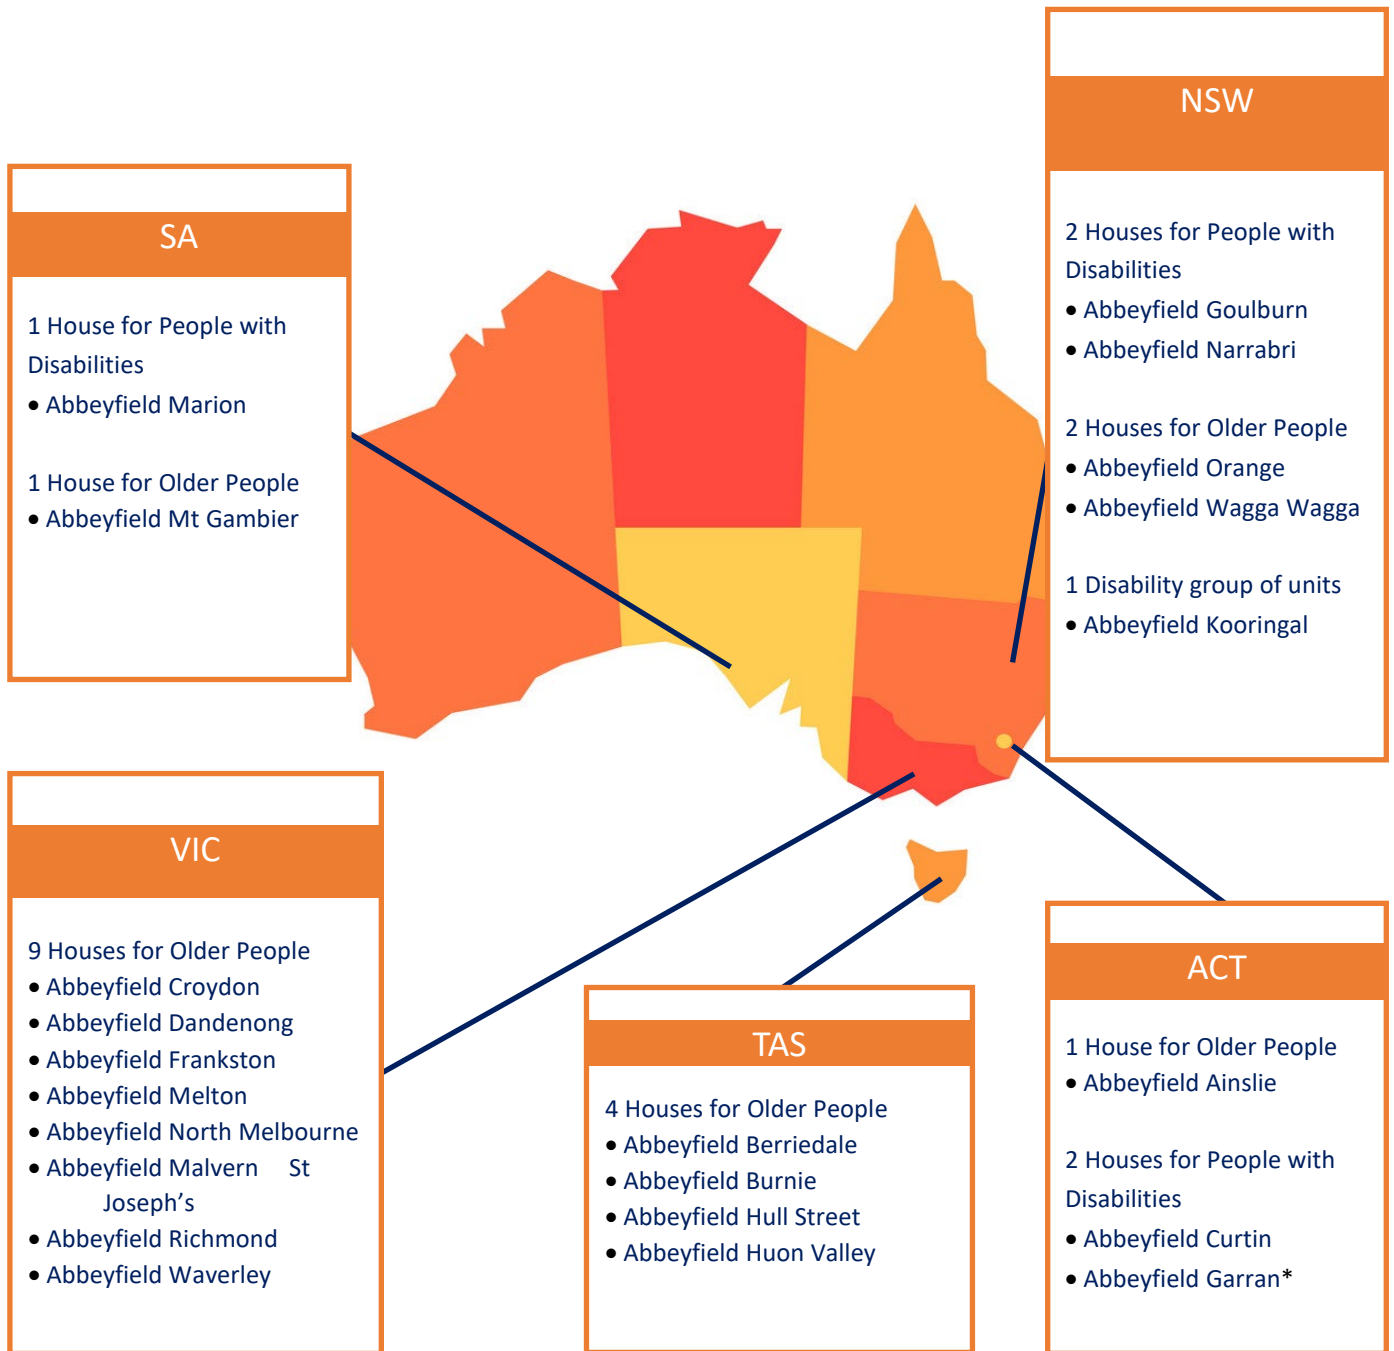 NSW
2 Houses for People with
Disabilities
• Abbeyfield Goulburn
• Abbeyfield Narrabri
2 Houses for Older People
• Abbeyfield Orange
• Abbeyfield Wagga Wagga
1 Disability group of units
• Abbeyfield Kooringal
SA
1 House for People with
Disabilities
• Abbeyfield Marion
1 House for Older People
• Abbeyfield Mt Gambier
VIC
9 Houses for Older People
• Abbeyfield Croydon
• Abbeyfield Dandenong
• Abbeyfield Frankston
• Abbeyfield Melton
• Abbeyfield North Melbourne
• Abbeyfield Malvern St
Joseph’s
• Abbeyfield Richmond
• Abbeyfield Waverley
TAS
4 Houses for Older People
• Abbeyfield Berriedale
• Abbeyfield Burnie
• Abbeyfield Hull Street
• Abbeyfield Huon Valley
ACT
1 House for Older People
• Abbeyfield Ainslie
2 Houses for People with
Disabilities
• Abbeyfield Curtin
• Abbeyfield Garran*